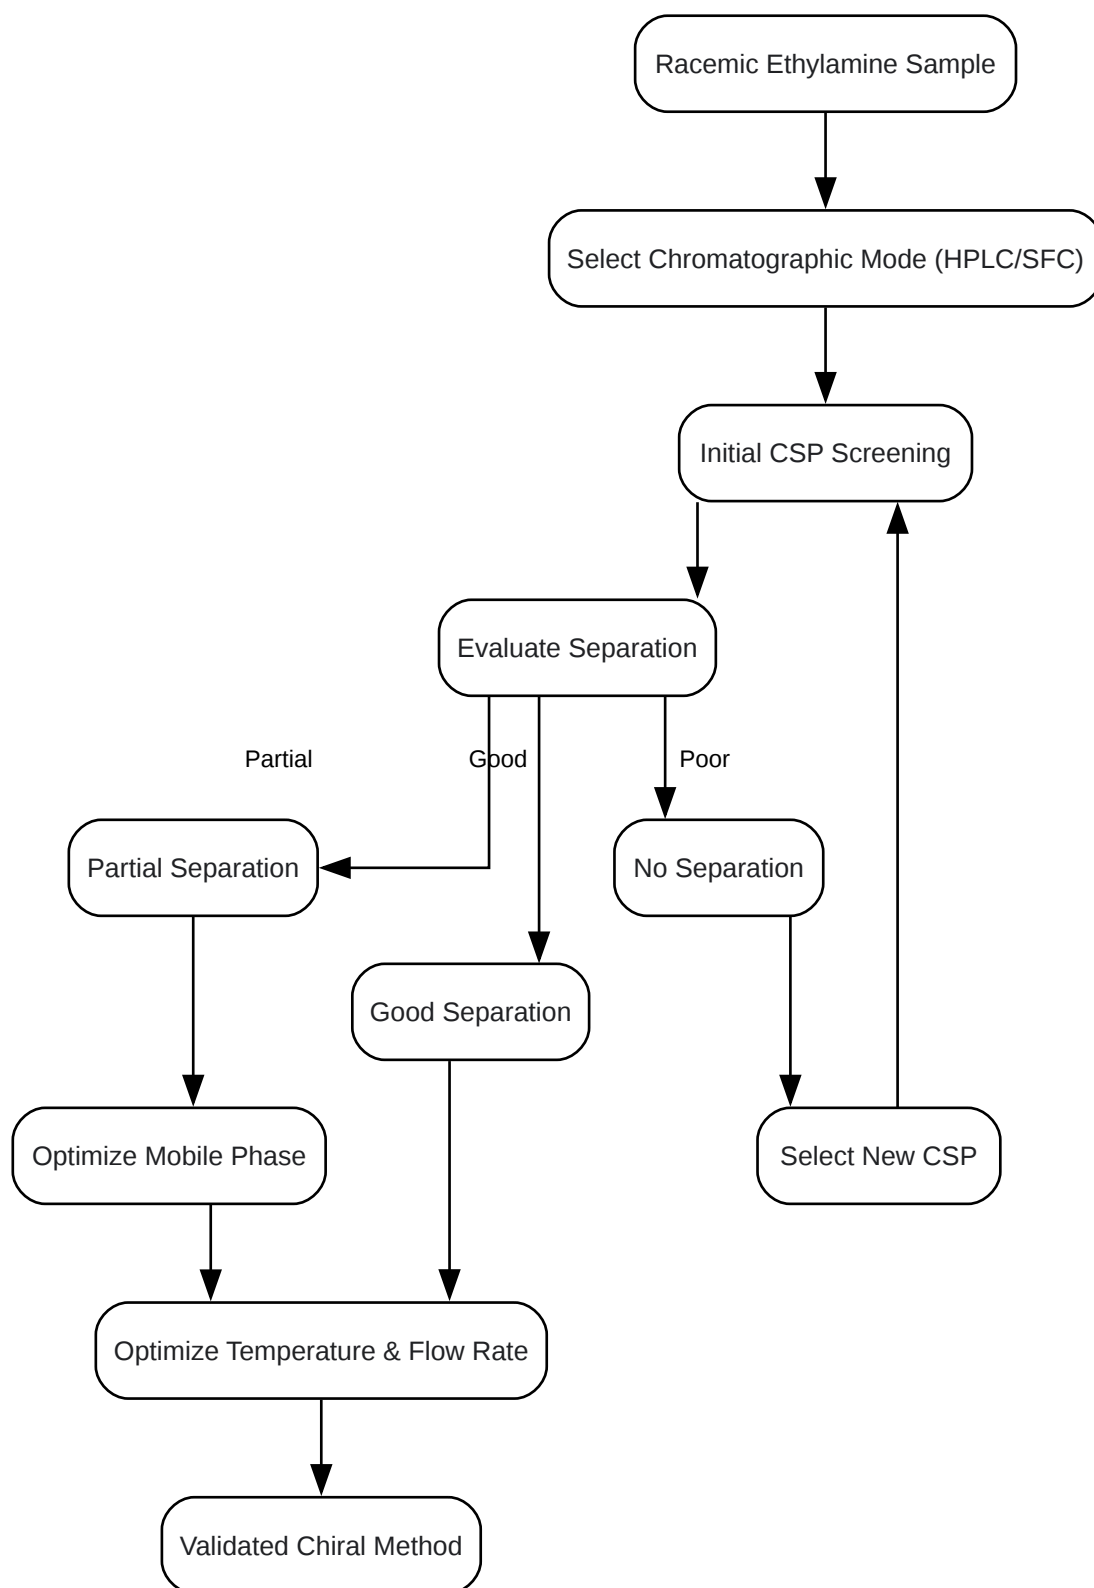 Racemic Ethylamine Sample
Select Chromatographic Mode (HPLC/SFC)
Initial CSP Screening
Evaluate Separation
Partial
Good
Poor
Partial Separation
No Separation
Good Separation
Optimize Mobile Phase
Select New CSP
Optimize Temperature & Flow Rate
Validated Chiral Method